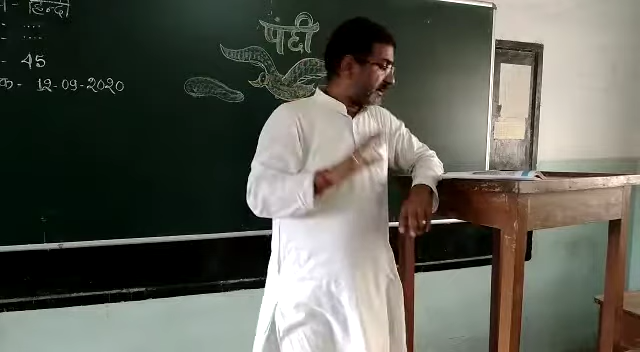 - हिन्दी
- ....
- 45
क- 12-09-2020
पंछी